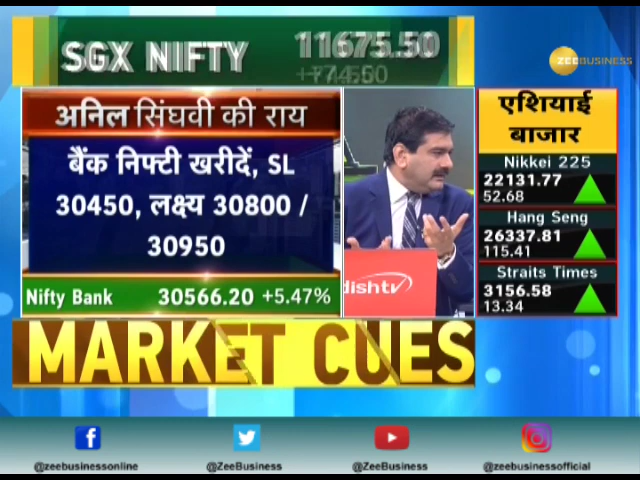 SGX NIFTY
11675.50
ZEE BUSINESS
अनिल सिंघवी की राय
बैंक निफ्टी खरीदें, SL
30450, लक्ष्य 30800 /
30950
Nifty Bank 30566.20 +5.47%
dishtv
एशियाई
बाजार
Nikkei 225
22131.77
52.68
Hang Seng
26337.81
115.41
Straits Times
3156.58
13.34
MARKET CUES
@zeebusinessonline
@ZeeBusiness
@ZeeBusiness
@zeebusinessofficial